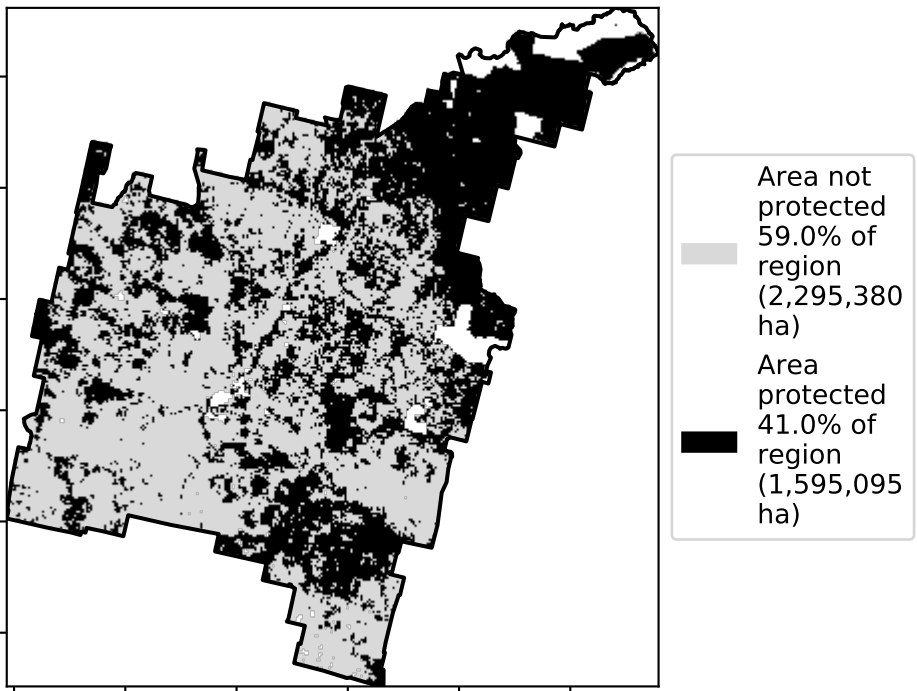 Area not
protected
59.0% of
region
(2,295,380
ha)
Area
protected
41.0% of
region
(1,595,095
ha)